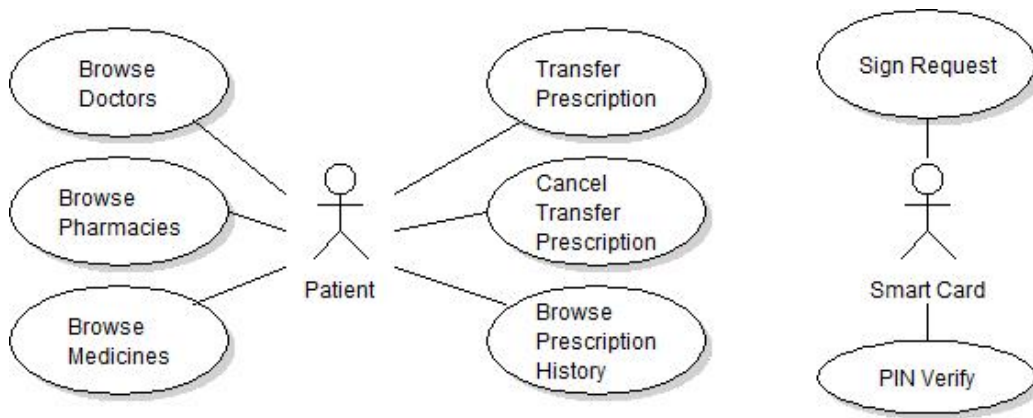 Browse
Doctors
Browse
Pharmacies
Browse
Medicines
Patient
Transfer
Prescription
Cancel
Transfer
Prescription
Browse
Prescription
History
Sign Request
Smart Card
PIN Verify